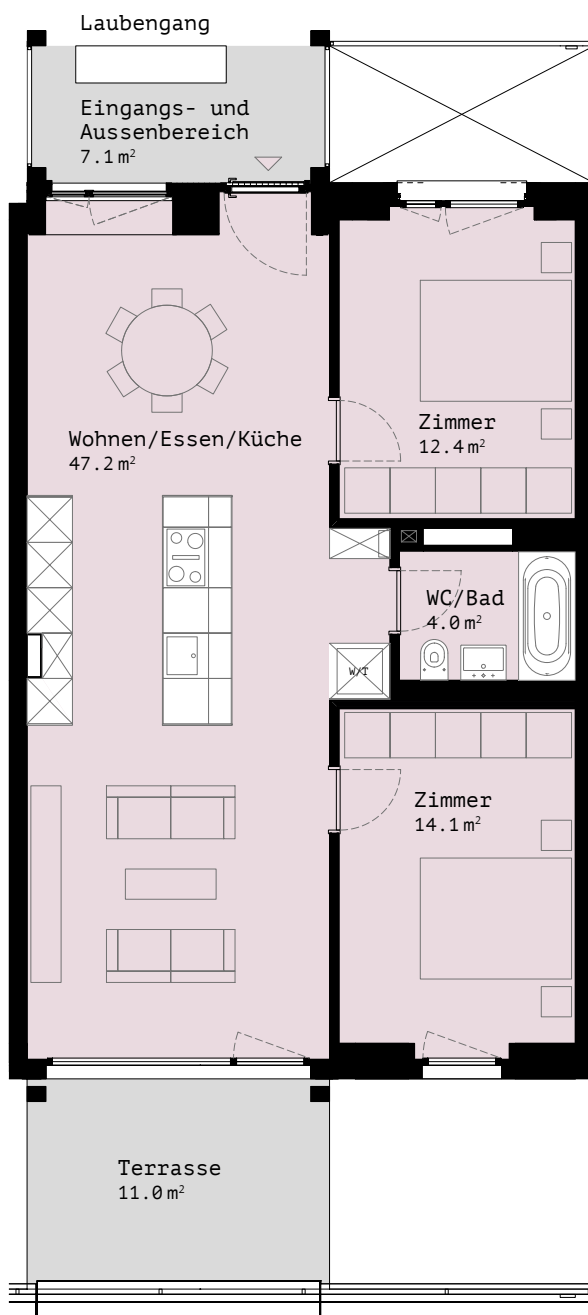 Laubengang
Eingangs- und
Aussenbereich
7.1 m²
Wohnen/Essen/Küche
47.2 m²
Zimmer
12.4 m²
WC/Bad
4.0 m²
W/T
Zimmer
14.1 m²
Terrasse
11.0 m²